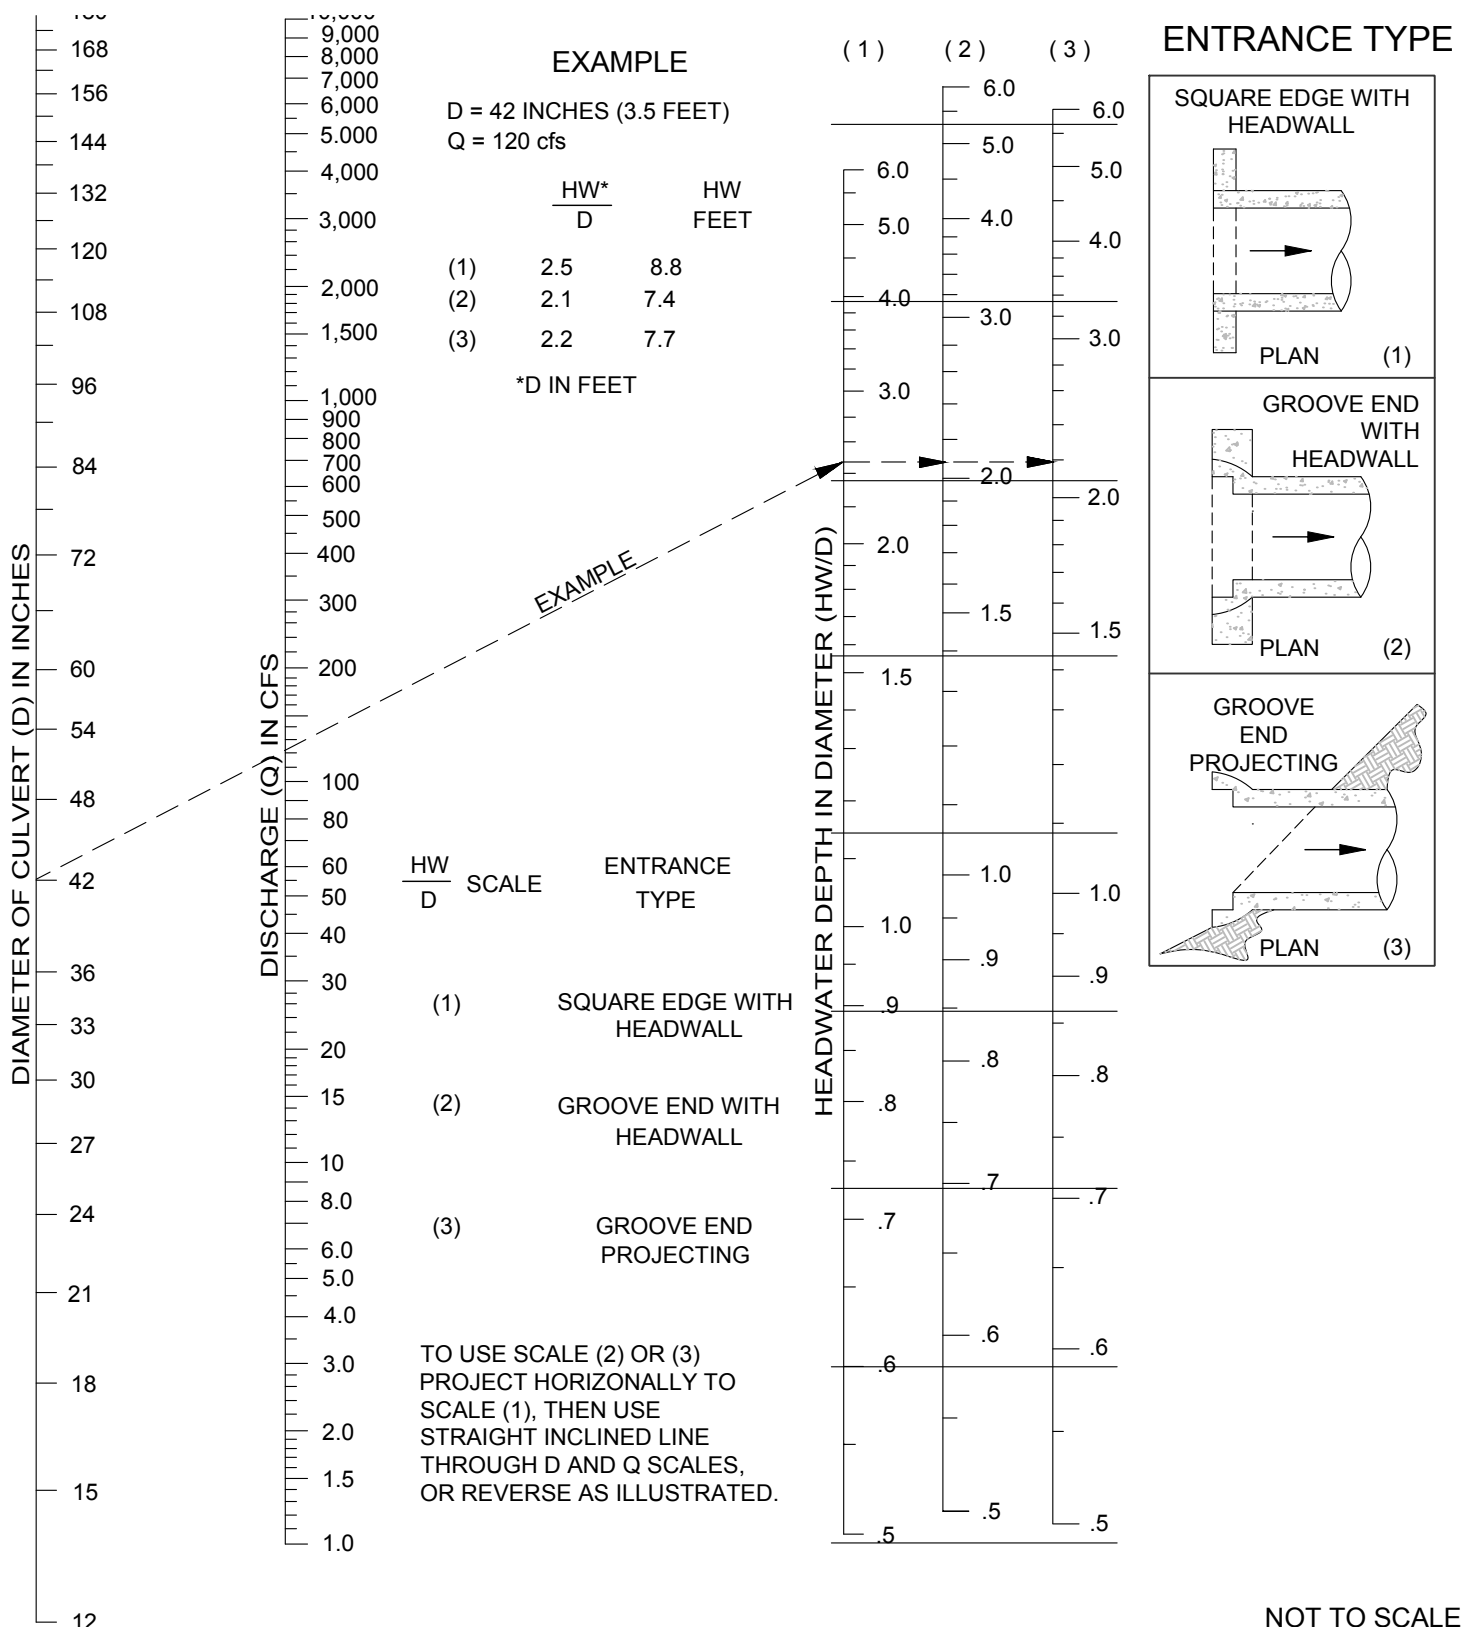 DIAMETER OF CULVERT (D) IN INCHES
180
168
156
144
132
120
108
96
84
72
60
54
48
42
36
33
30
27
24
21
18
15
12
DISCHARGE (Q) IN CFS
10,000
9,000
8,000
7,000
6,000
5.000
4,000
3,000
2,000
1,500
1,000
900
800
700
600
500
400
300
200
100
80
60
50
40
30
20
15
10
8.0
6.0
5.0
4.0
3.0
2.0
1.5
1.0
EXAMPLE
D = 42 INCHES (3.5 FEET)
Q = 120 cfs
HW* HW
D FEET
(1) 2.5 8.8
(2) 2.1 7.4
(3) 2.2 7.7
*D IN FEET
EXAMPLE
HW SCALE ENTRANCE
D TYPE
(1) SQUARE EDGE WITH
HEADWALL
(2) GROOVE END WITH
HEADWALL
(3) GROOVE END
PROJECTING
TO USE SCALE (2) OR (3)
PROJECT HORIZONALLY TO
SCALE (1), THEN USE
STRAIGHT INCLINED LINE
THROUGH D AND Q SCALES,
OR REVERSE AS ILLUSTRATED.
HEADWATER DEPTH IN DIAMETER (HW/D)
( 1 )
6.0
5.0
4.0
3.0
2.0
1.5
1.0
.9
.8
.7
.6
.5
( 2 )
6.0
5.0
4.0
3.0
2.0
1.5
1.0
.9
.8
.7
.6
.5
( 3 )
6.0
5.0
4.0
3.0
2.0
1.5
1.0
.9
.8
.7
.6
.5
ENTRANCE TYPE
SQUARE EDGE WITH
HEADWALL
PLAN (1)
GROOVE END
WITH
HEADWALL
PLAN (2)
GROOVE
END
PROJECTING
PLAN (3)
NOT TO SCALE